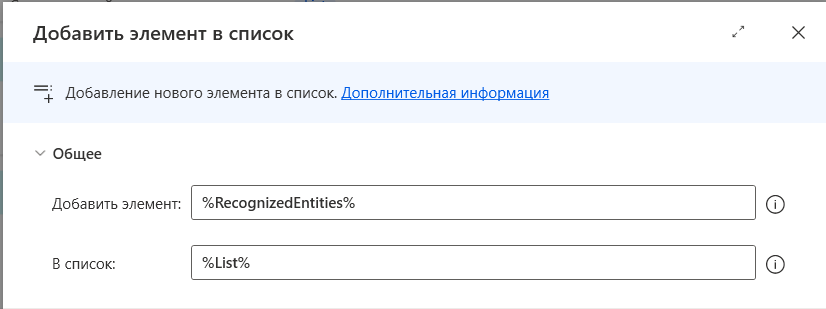 Добавить элемент в список
Добавление нового элемента в список. Дополнительная информация
Общее
Добавить элемент: %RecognizedEntities%
В список: %List%